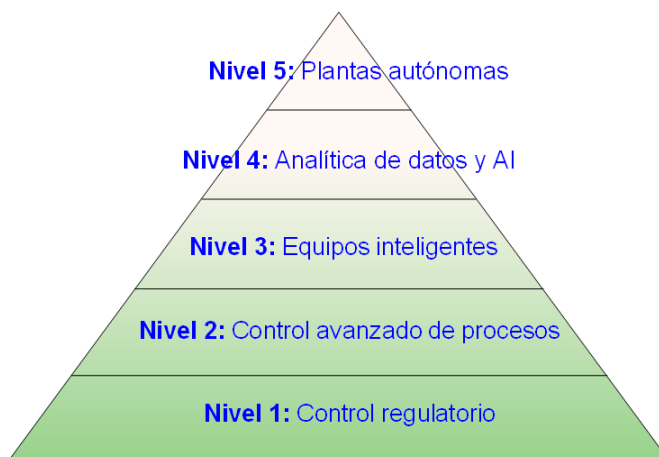 Nivel 5: Plantas autónomas
Nivel 4: Analítica de datos y AI
Nivel 3: Equipos inteligentes
Nivel 2: Control avanzado de procesos
Nivel 1: Control regulatorio